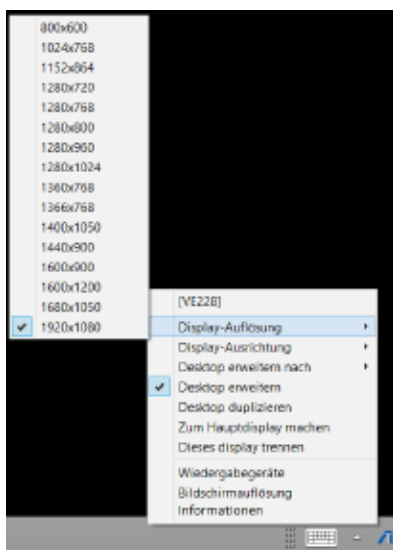 800x600
1024x768
1152x864
1280x720
1280x768
1280x800
1280x960
1280x1024
1360x768
1366x768
1400x1050
1440x900
1600x900
1600x1200
1680x1050
1920x1080
[VE228]
Display-Auflösung
Display-Ausrichtung
Desktop erweitern nach
Desktop erweitern
Desktop duplizieren
Zum Hauptdisplay machen
Dieses display trennen
Wiedergabegeräte
Bildschirmauflösung
Informationen